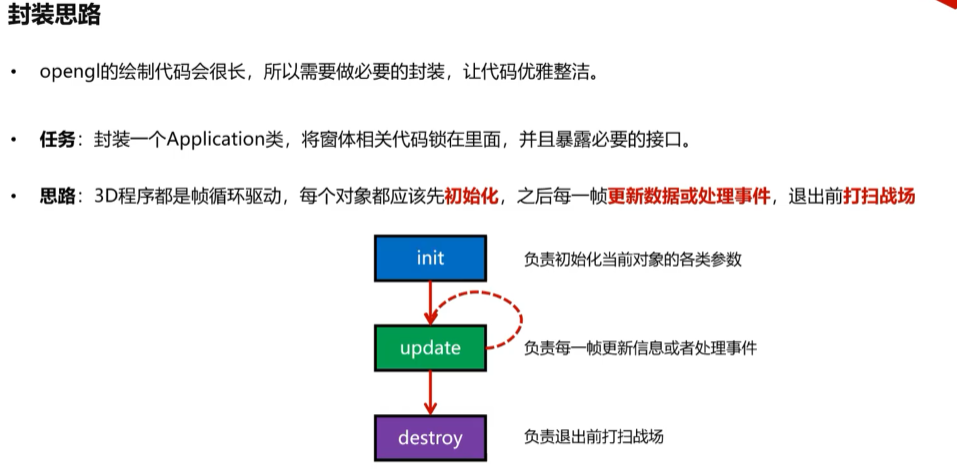 封装思路
• opengl的绘制代码会很长，所以需要做必要的封装，让代码优雅整洁。
• 任务：封装一个Application类，将窗体相关代码锁在里面，并且暴露必要的接口。
• 思路：3D程序都是帧循环驱动，每个对象都应该先初始化，之后每一帧更新数据或处理事件，退出前打扫战场
init 负责初始化当前对象的各类参数
update 负责每一帧更新信息或者处理事件
destroy 负责退出前打扫战场